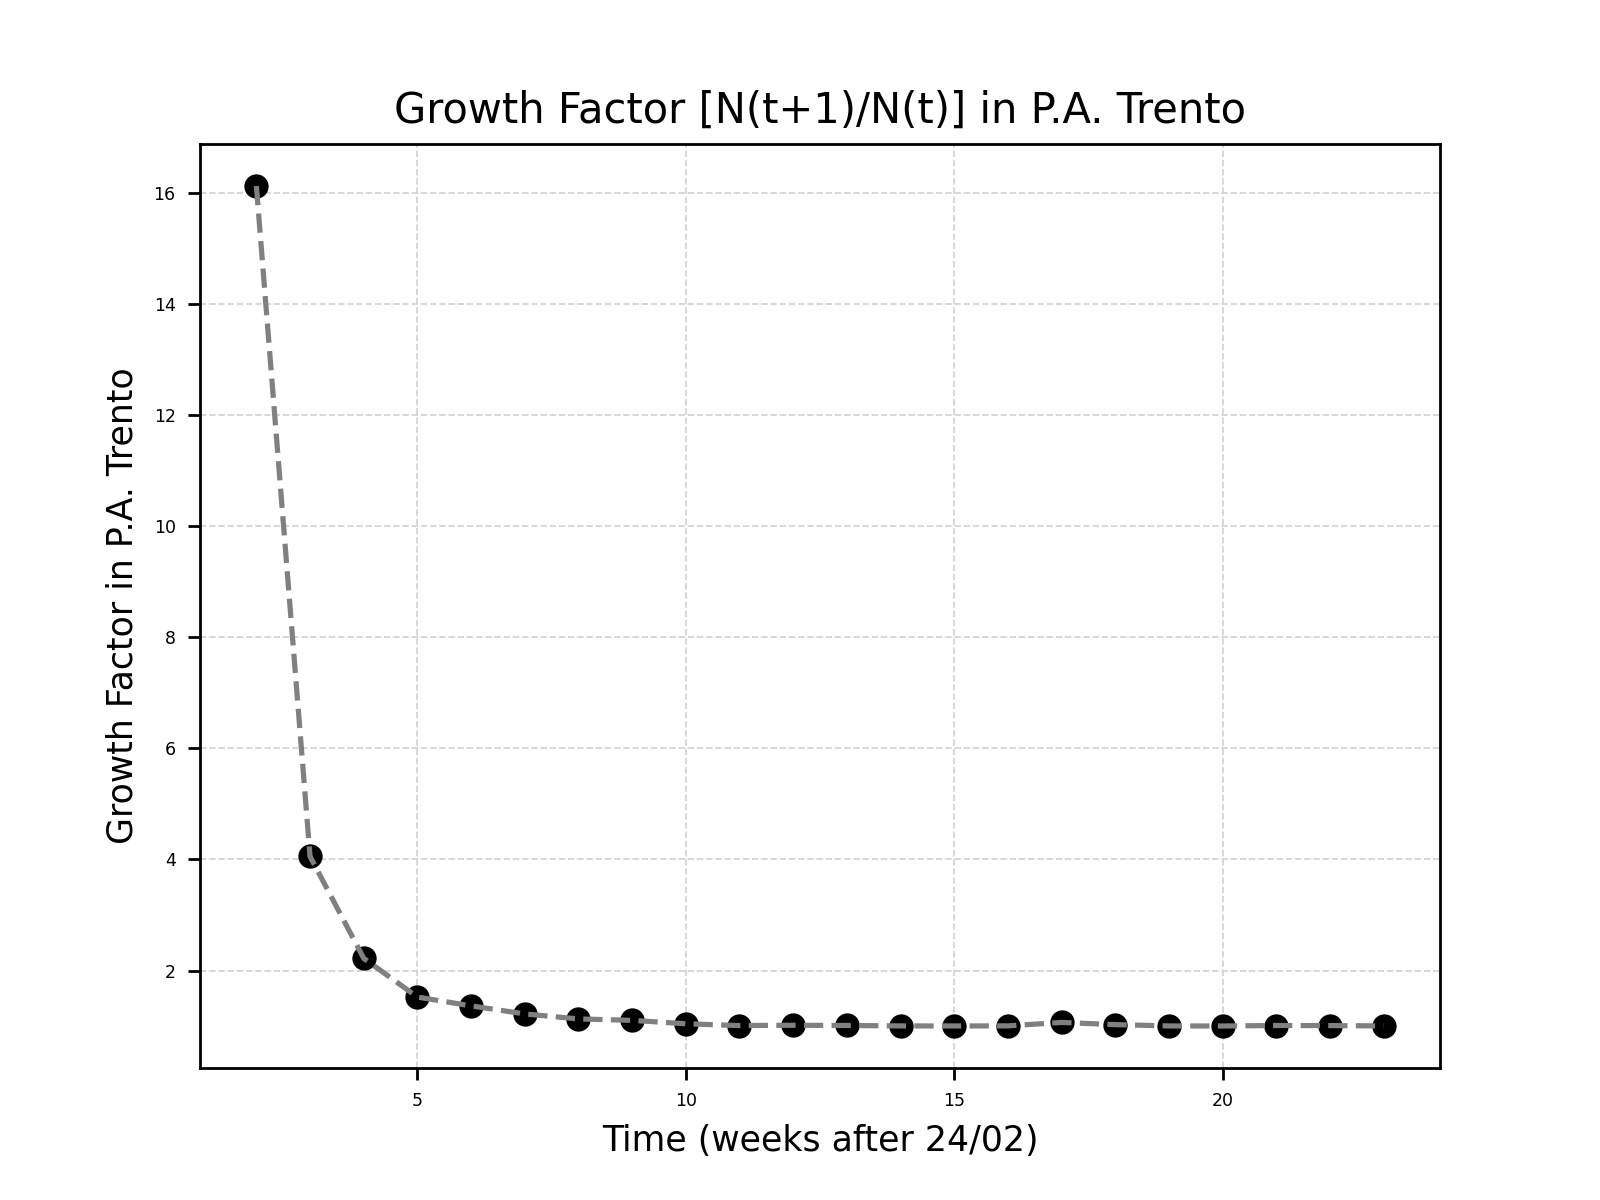 Growth Factor [N(t+1)/N(t)] in P.A. Trento
Growth Factor in P.A. Trento
16
14
12
10
8
6
4
2
5 10 15 20
Time (weeks after 24/02)